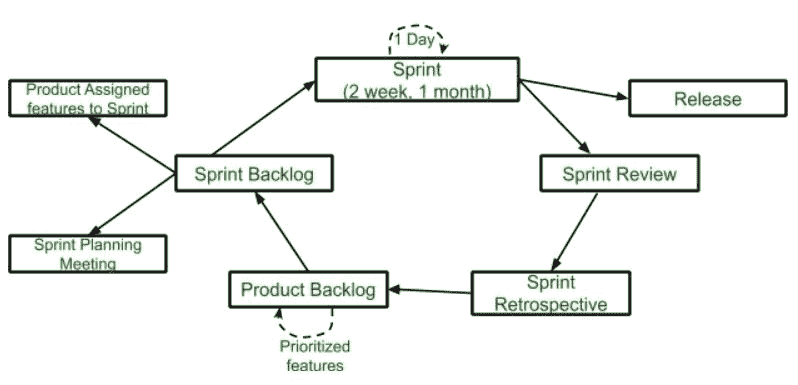 1 Day
Sprint
(2 week, 1 month)
Product Assigned
features to Sprint
Release
Sprint Backlog
Sprint Review
Sprint Planning
Meeting
Product Backlog
Sprint
Retrospective
Prioritized
features